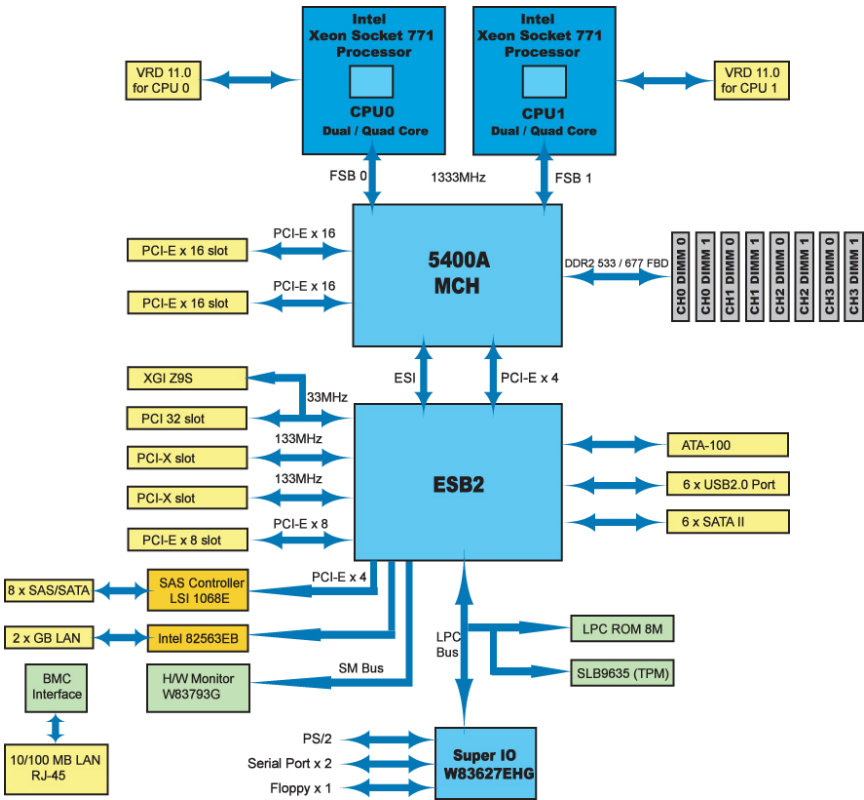 Intel
Xeon Socket 771
Processor
CPU0
Dual / Quad Core
Intel
Xeon Socket 771
Processor
CPU1
Dual / Quad Core
VRD 11.0
for CPU 0
VRD 11.0
for CPU 1
FSB 0
1333MHz
FSB 1
PCI-E x 16 slot
PCI-E x 16
PCI-E x 16 slot
PCI-E x 16
5400A
MCH
DDR2 533 / 677 FBD
CH0 DIMM 0
CH0 DIMM 1
CH1 DIMM 0
CH1 DIMM 1
CH2 DIMM 0
CH2 DIMM 1
CH3 DIMM 0
CH3 DIMM 1
ESI
PCI-E x 4
XGI Z9S
33MHz
PCI 32 slot
133MHz
PCI-X slot
133MHz
PCI-X slot
PCI-E x 8
PCI-E x 8 slot
ESB2
ATA-100
6 x USB2.0 Port
6 x SATA II
8 x SAS/SATA
SAS Controller
LSI 1068E
PCI-E x 4
2 x GB LAN
Intel 82563EB
BMC
Interface
H/W Monitor
W83793G
SM Bus
LPC
Bus
LPC ROM 8M
SLB9635 (TPM)
10/100 MB LAN
RJ-45
PS/2
Serial Port x 2
Floppy x 1
Super IO
W83627EHG